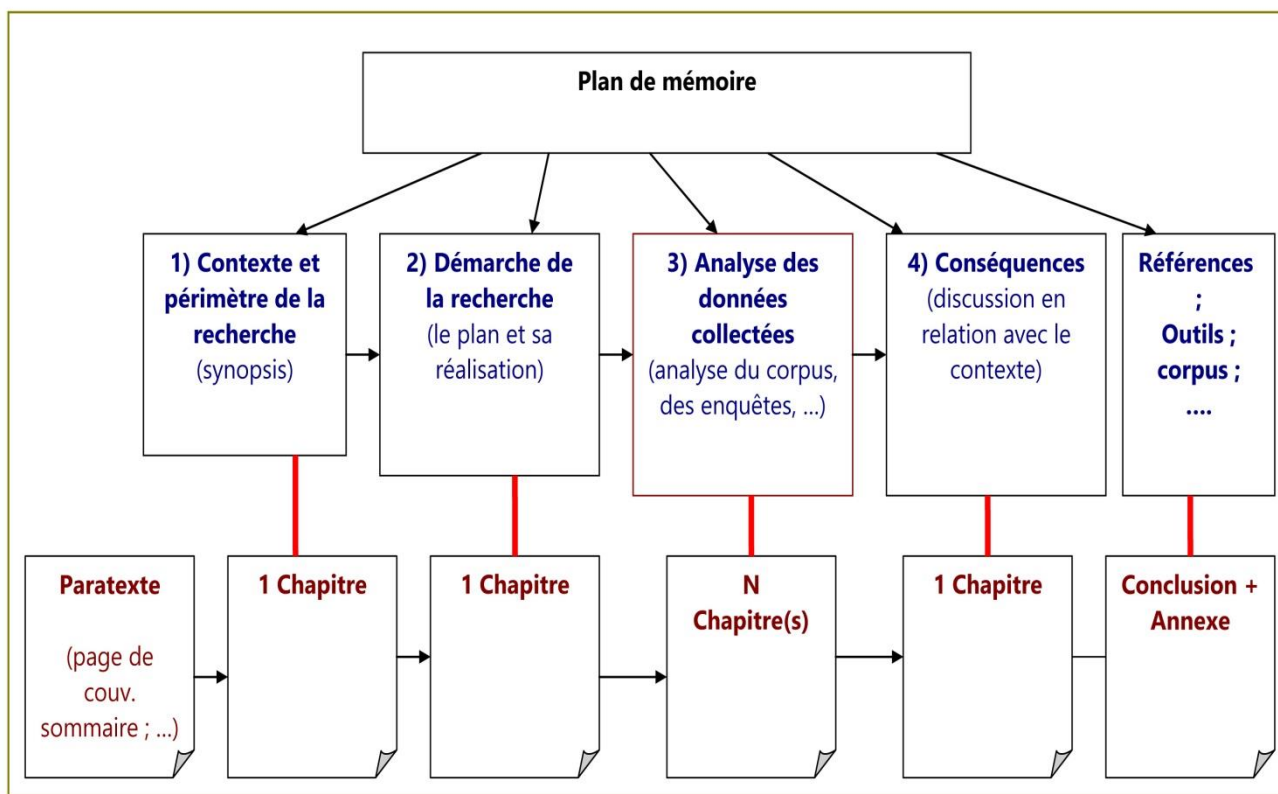 Plan de mémoire
1) Contexte et
périmètre de la
recherche
(synopsis)
2) Démarche de
la recherche
(le plan et sa
réalisation)
3) Analyse des
données
collectées
(analyse du corpus,
des enquêtes, ...)
4) Conséquences
(discussion en
relation avec le
contexte)
Références
;
Outils ;
corpus ;
....
Paratexte
(page de
couv.
sommaire ; ...)
1 Chapitre
1 Chapitre
N
Chapitre(s)
1 Chapitre
Conclusion +
Annexe